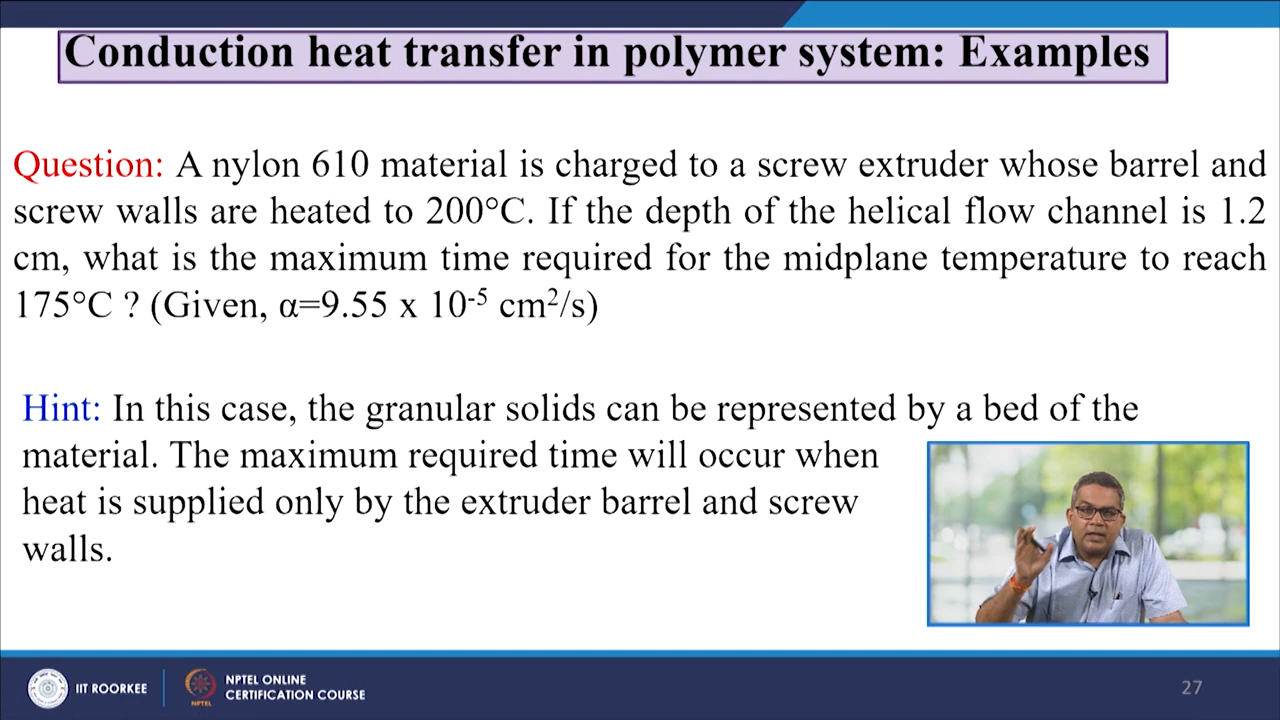 Conduction heat transfer in polymer system: Examples
Question: A nylon 610 material is charged to a screw extruder whose barrel and
screw walls are heated to 200°C. If the depth of the helical flow channel is 1.2
cm, what is the maximum time required for the midplane temperature to reach
175°C ? (Given, α=9.55 x 10⁻⁵ cm²/s)
Hint: In this case, the granular solids can be represented by a bed of the
material. The maximum required time will occur when
heat is supplied only by the extruder barrel and screw
walls.
IIT ROORKEE
NPTEL ONLINE
CERTIFICATION COURSE
NPTEL
27